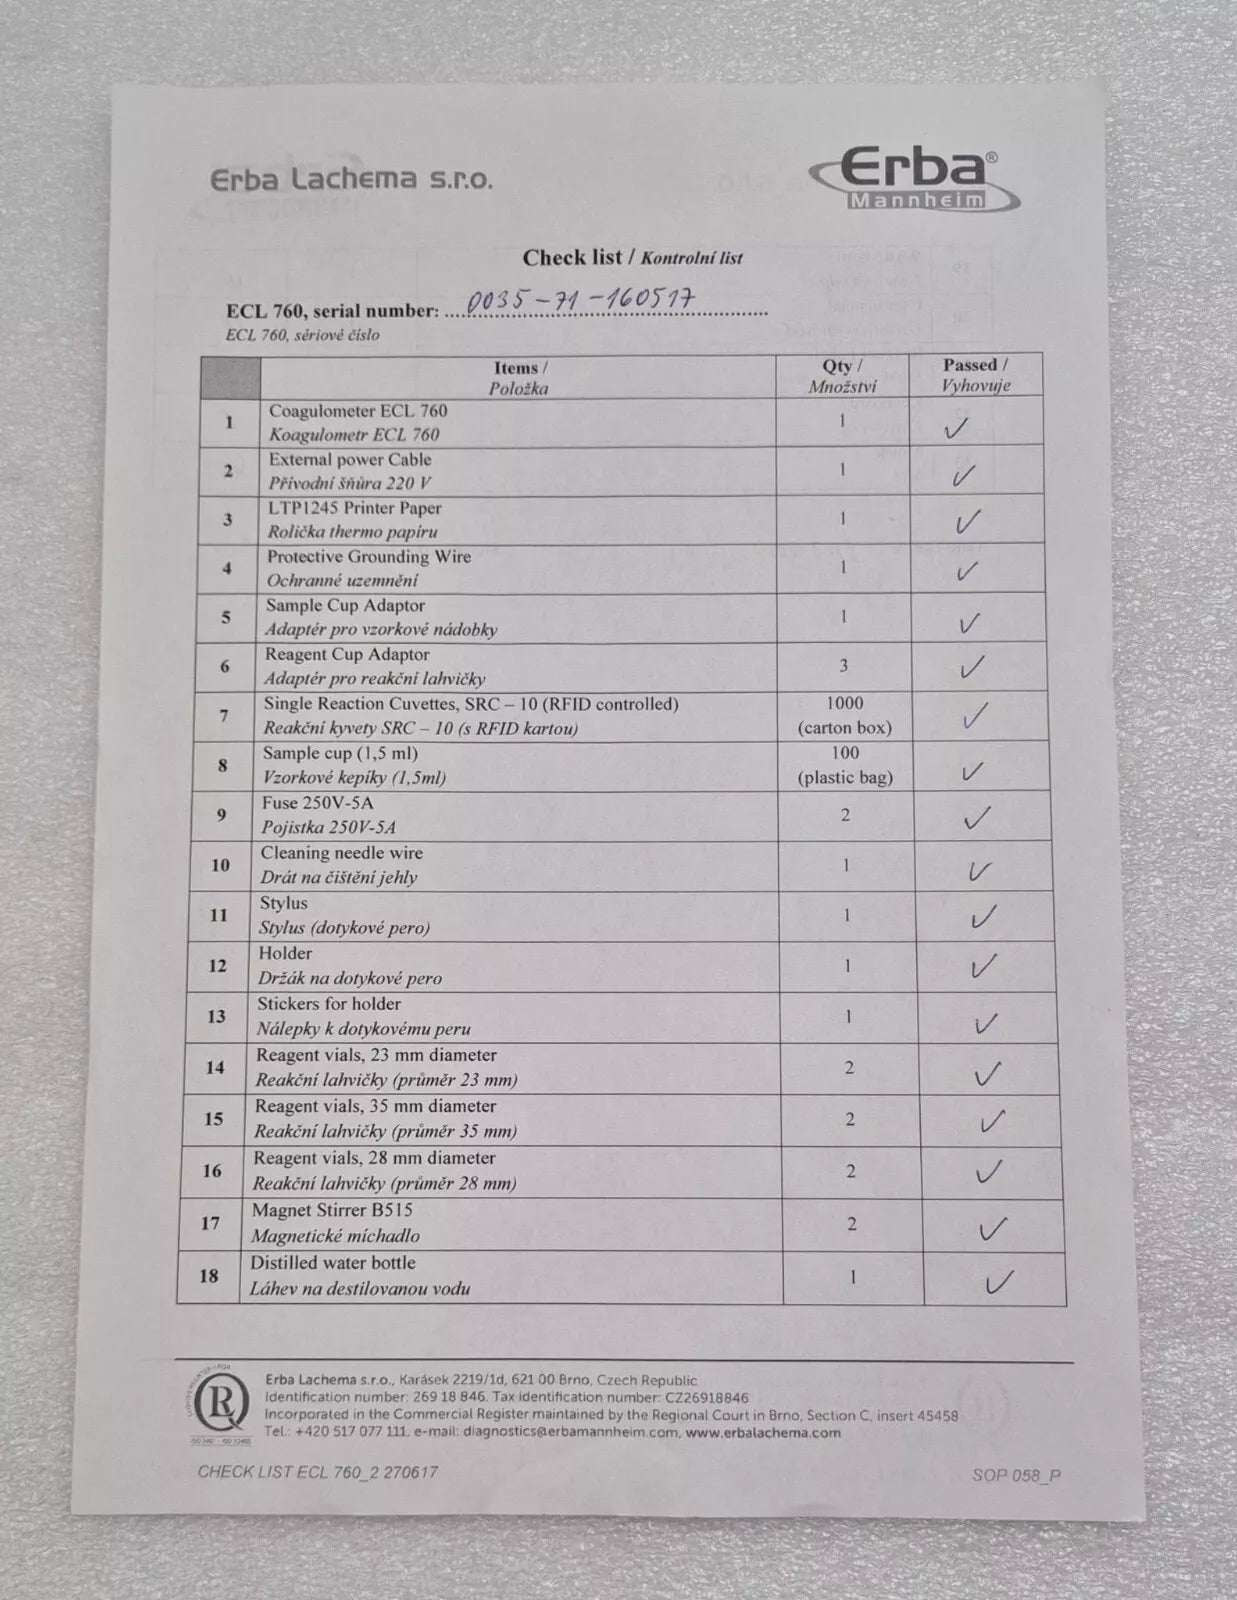 Erba Lachema s.r.o.
Erba®
Mannheim
Check list / Kontrolní list
ECL 760, serial number: 0035-71-160517
ECL 760, sériové číslo
Items / Qty / Passed /
Položka Množství Vyhovuje
1 Coagulometer ECL 760 1 ✓
Koagulometr ECL 760
2 External power Cable 1 ✓
Přívodní šňůra 220 V
3 LTP1245 Printer Paper 1 ✓
Rolička thermo papíru
4 Protective Grounding Wire 1 ✓
Ochranné uzemnění
5 Sample Cup Adaptor 1 ✓
Adaptér pro vzorkové nádobky
6 Reagent Cup Adaptor 3 ✓
Adaptér pro reakční lahvičky
7 Single Reaction Cuvettes, SRC – 10 (RFID controlled) 1000 ✓
Reakční kyvety SRC – 10 (s RFID kartou) (carton box)
8 Sample cup (1,5 ml) 100 ✓
Vzorkové kepíky (1,5ml) (plastic bag)
9 Fuse 250V-5A 2 ✓
Pojistka 250V-5A
10 Cleaning needle wire 1 ✓
Drát na čištění jehly
11 Stylus 1 ✓
Stylus (dotykové pero)
12 Holder 1 ✓
Držák na dotykové pero
13 Stickers for holder 1 ✓
Nálepky k dotykovému peru
14 Reagent vials, 23 mm diameter 2 ✓
Reakční lahvičky (průměr 23 mm)
15 Reagent vials, 35 mm diameter 2 ✓
Reakční lahvičky (průměr 35 mm)
16 Reagent vials, 28 mm diameter 2 ✓
Reakční lahvičky (průměr 28 mm)
17 Magnet Stirrer B515 2 ✓
Magnetické míchadlo
18 Distilled water bottle 1 ✓
Láhev na destilovanou vodu
Erba Lachema s.r.o., Karásek 2219/1d, 621 00 Brno, Czech Republic
Identification number: 269 18 846. Tax identification number: CZ26918846
Incorporated in the Commercial Register maintained by the Regional Court in Brno, Section C, insert 45458
Tel.: +420 517 077 111, e-mail: diagnostics@erbamannheim.com, www.erbalachema.com
CHECK LIST ECL 760_2 270617 SOP 058_P